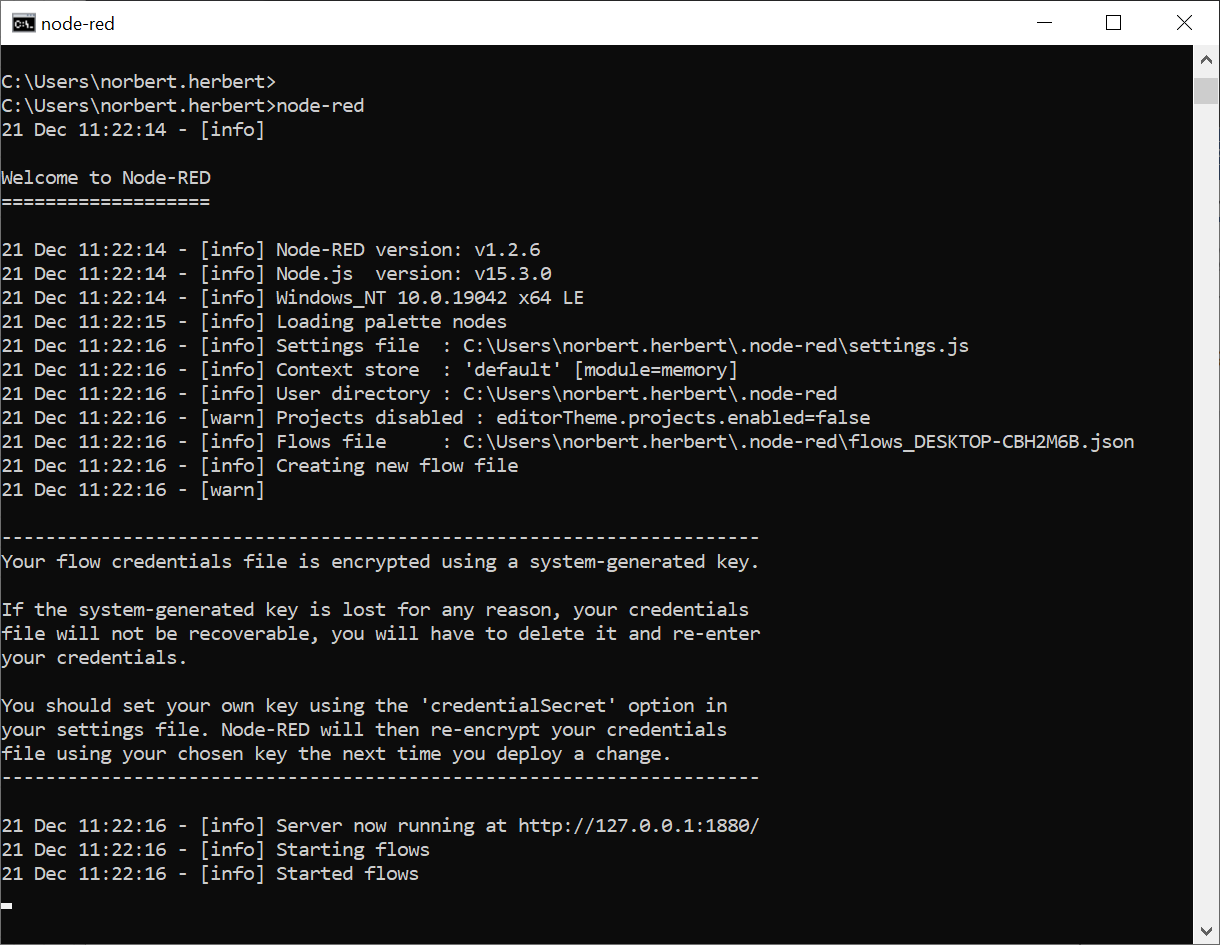 node-red
C:\Users\norbert.herbert>
C:\Users\norbert.herbert>node-red
21 Dec 11:22:14 - [info]
Welcome to Node-RED
===================
21 Dec 11:22:14 - [info] Node-RED version: v1.2.6
21 Dec 11:22:14 - [info] Node.js  version: v15.3.0
21 Dec 11:22:14 - [info] Windows_NT 10.0.19042 x64 LE
21 Dec 11:22:15 - [info] Loading palette nodes
21 Dec 11:22:16 - [info] Settings file  : C:\Users\norbert.herbert\.node-red\settings.js
21 Dec 11:22:16 - [info] Context store  : 'default' [module=memory]
21 Dec 11:22:16 - [info] User directory : C:\Users\norbert.herbert\.node-red
21 Dec 11:22:16 - [warn] Projects disabled : editorTheme.projects.enabled=false
21 Dec 11:22:16 - [info] Flows file     : C:\Users\norbert.herbert\.node-red\flows_DESKTOP-CBH2M6B.json
21 Dec 11:22:16 - [info] Creating new flow file
21 Dec 11:22:16 - [warn]
---------------------------------------------------------------------
Your flow credentials file is encrypted using a system-generated key.
If the system-generated key is lost for any reason, your credentials
file will not be recoverable, you will have to delete it and re-enter
your credentials.
You should set your own key using the 'credentialSecret' option in
your settings file. Node-RED will then re-encrypt your credentials
file using your chosen key the next time you deploy a change.
---------------------------------------------------------------------
21 Dec 11:22:16 - [info] Server now running at http://127.0.0.1:1880/
21 Dec 11:22:16 - [info] Starting flows
21 Dec 11:22:16 - [info] Started flows